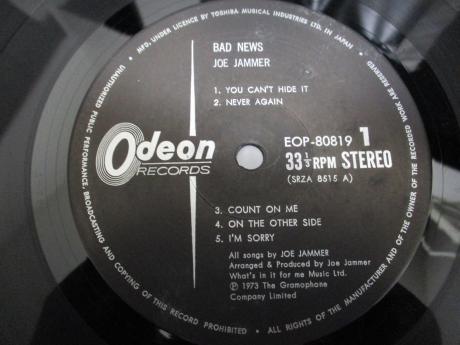 MFD. UNDER LICENCE BY TOSHIBA MUSICAL INDUSTRIES LTD. IN JAPAN • ALL RIGHTS OF THE MANUFACTURER AND OF THE OWNER OF THE RECORDED WORK ARE RESERVED • UNAUTHORIZED PUBLIC PERFORMANCE, BROADCASTING AND COPYING OF THIS RECORD PROHIBITED •
BAD NEWS
JOE JAMMER
1. YOU CAN'T HIDE IT
2. NEVER AGAIN
Odeon
RECORDS
EOP-80819 1
33 1/3 RPM STEREO
(SRZA 8515 A)
3. COUNT ON ME
4. ON THE OTHER SIDE
5. I'M SORRY
All songs by JOE JAMMER
Arranged & Produced by Joe Jammer
What's in it for me Music Ltd.
Ⓟ 1973 The Gramophone
Company Limited